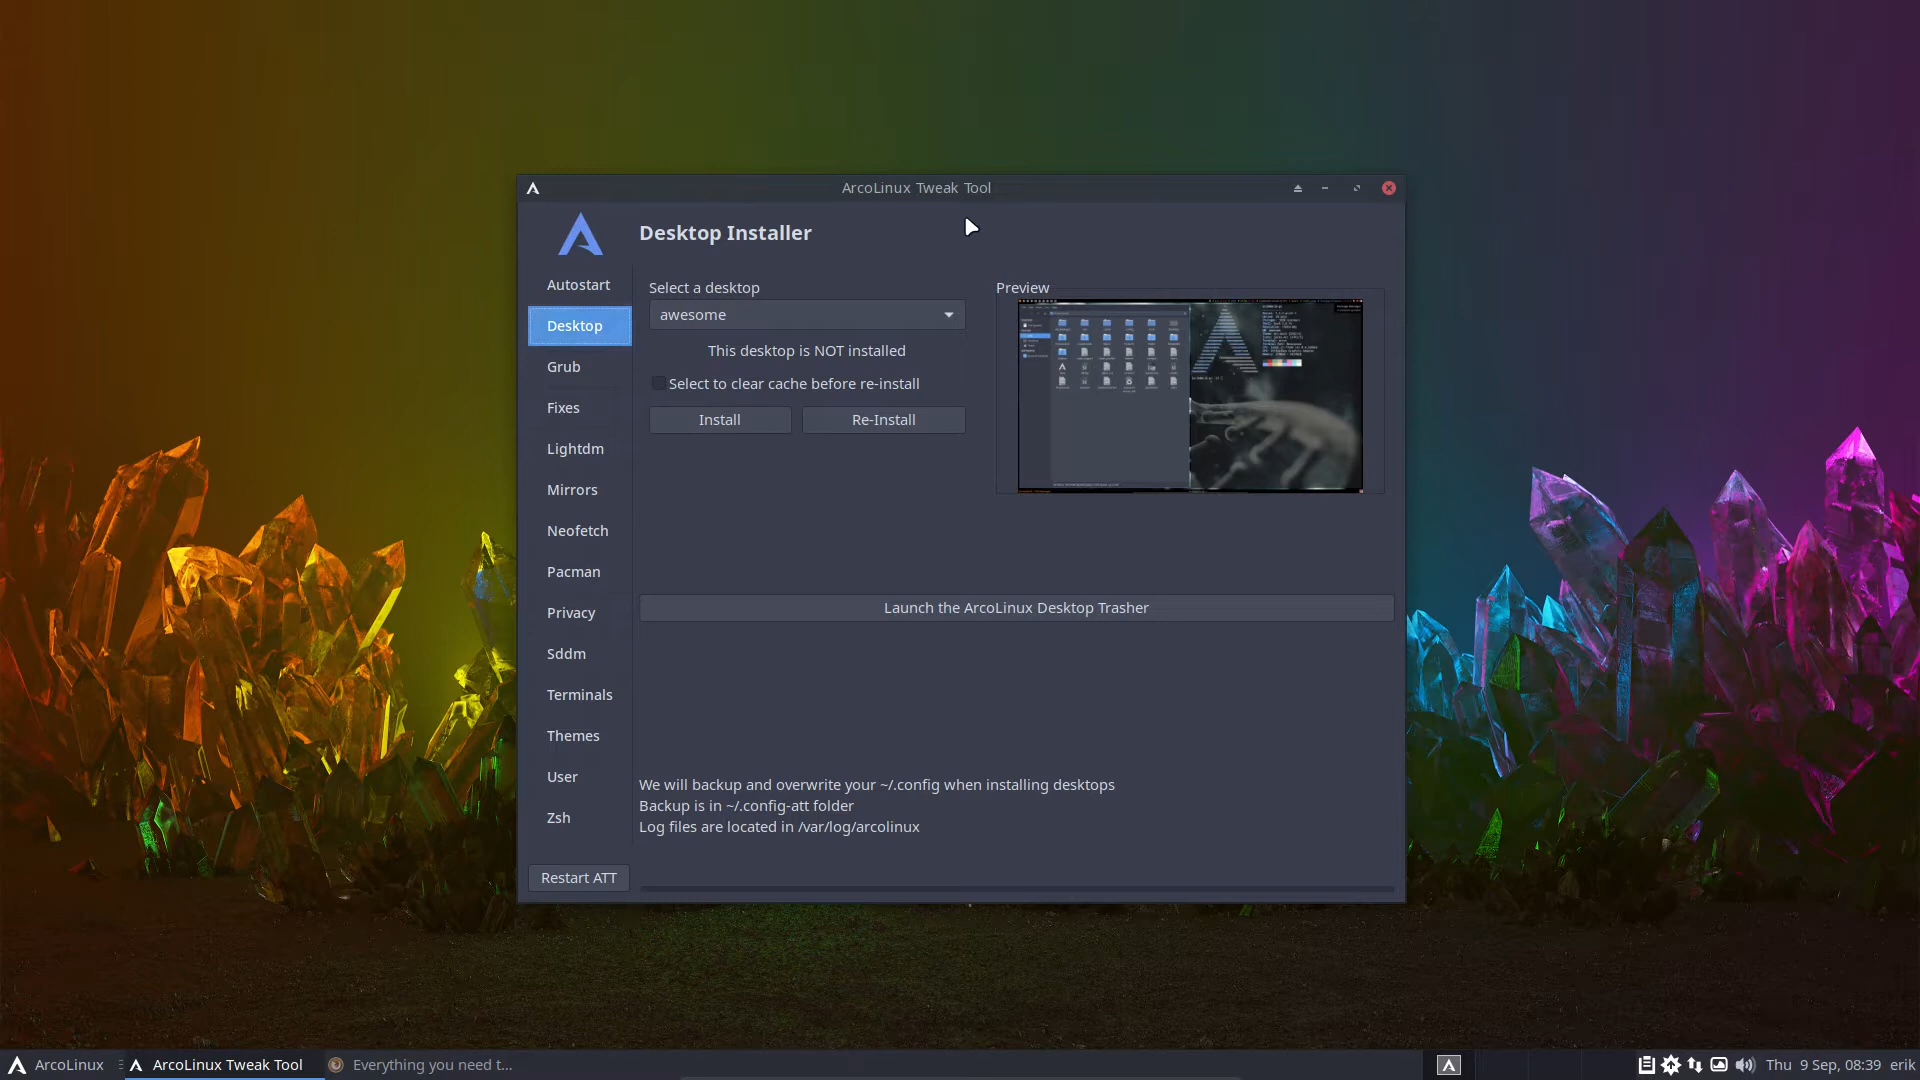 ArcoLinux Tweak Tool
Desktop Installer
Autostart
Desktop
Grub
Fixes
Lightdm
Mirrors
Neofetch
Pacman
Privacy
Sddm
Terminals
Themes
User
Zsh
Restart ATT
Select a desktop
awesome
This desktop is NOT installed
Select to clear cache before re-install
Install
Re-Install
Preview
Launch the ArcoLinux Desktop Trasher
We will backup and overwrite your ~/.config when installing desktops
Backup is in ~/.config-att folder
Log files are located in /var/log/arcolinux
ArcoLinux
ArcoLinux Tweak Tool
Everything you need t...
Thu 9 Sep, 08:39
erik